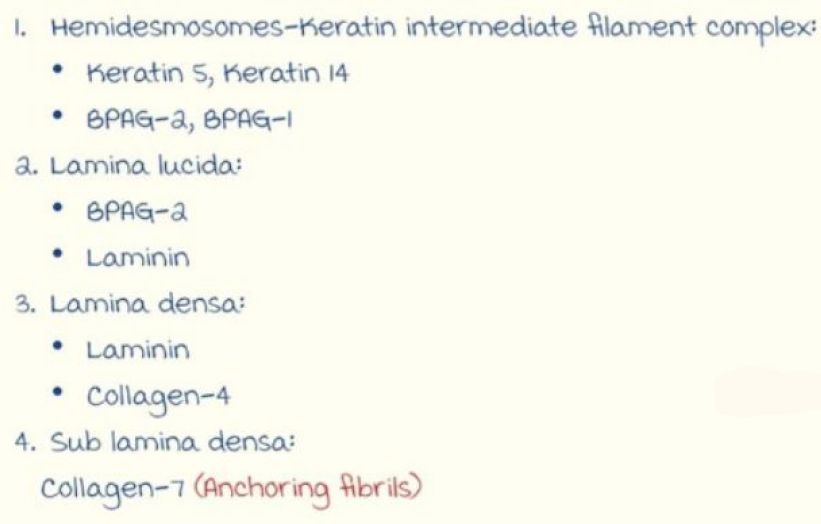 1. Hemidesmosomes-Keratin intermediate filament complex:
• Keratin 5, Keratin 14
• BPAG-2, BPAG-1
2. Lamina lucida:
• BPAG-2
• Laminin
3. Lamina densa:
• Laminin
• Collagen-4
4. Sub lamina densa:
Collagen-7 (Anchoring fibrils)